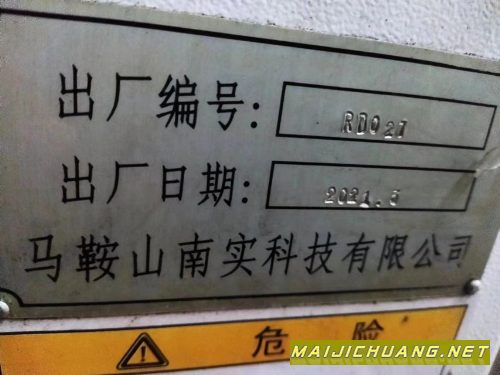 出厂编号: RD027
出厂日期: 2021.5
马鞍山南实科技有限公司
危 险
MAIJICHUANG.NET